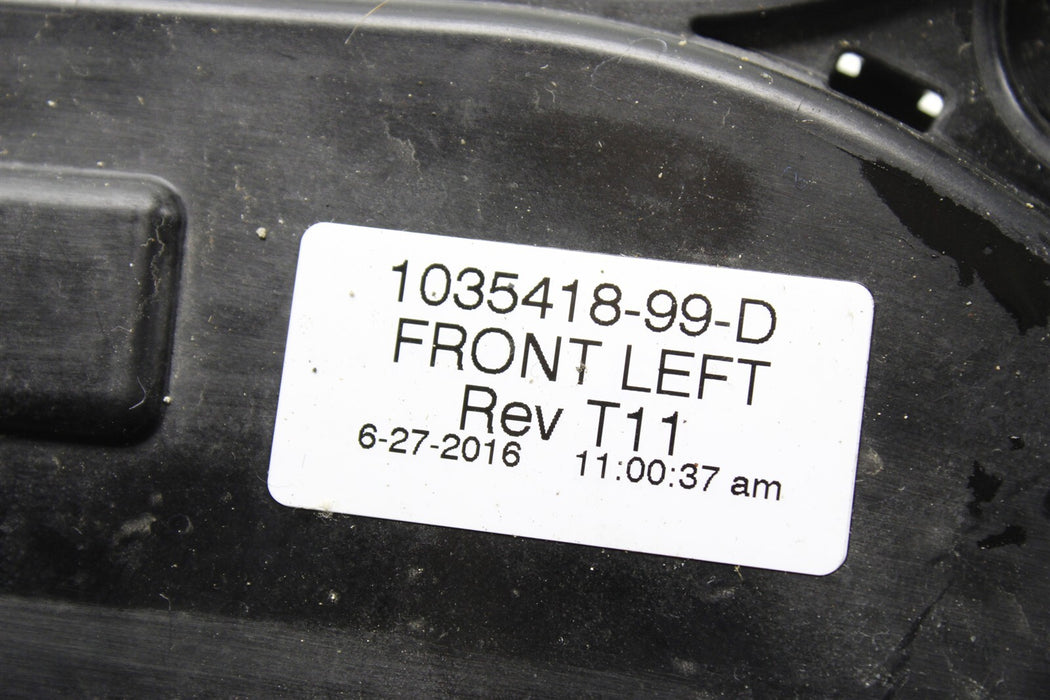 1035418-99-D
FRONT LEFT
Rev T11
6-27-2016 11:00:37 am